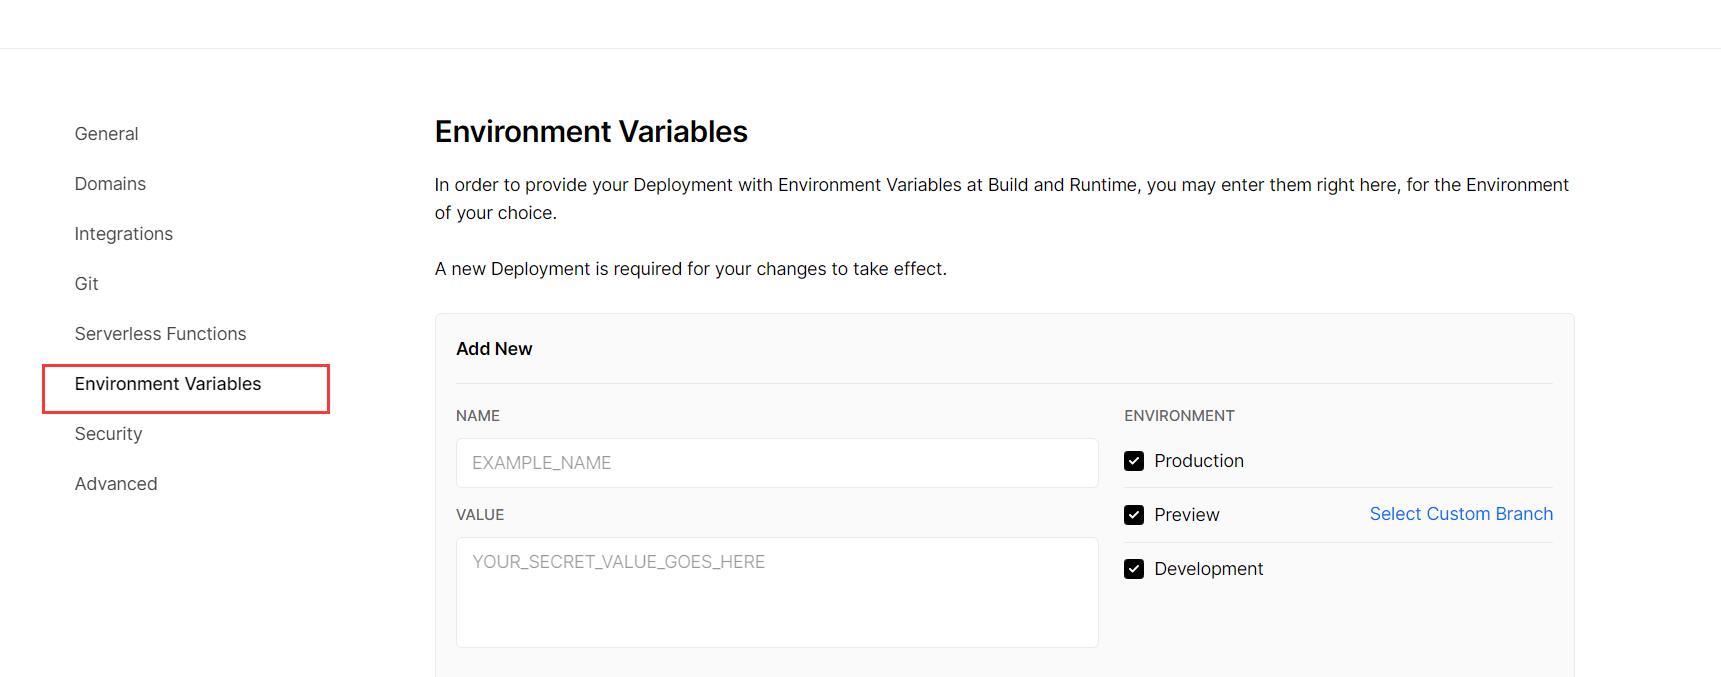 General
Domains
Integrations
Git
Serverless Functions
Environment Variables
Security
Advanced
Environment Variables
In order to provide your Deployment with Environment Variables at Build and Runtime, you may enter them right here, for the Environment
of your choice.
A new Deployment is required for your changes to take effect.
Add New
NAME
EXAMPLE_NAME
VALUE
YOUR_SECRET_VALUE_GOES_HERE
ENVIRONMENT
Production
Preview
Select Custom Branch
Development